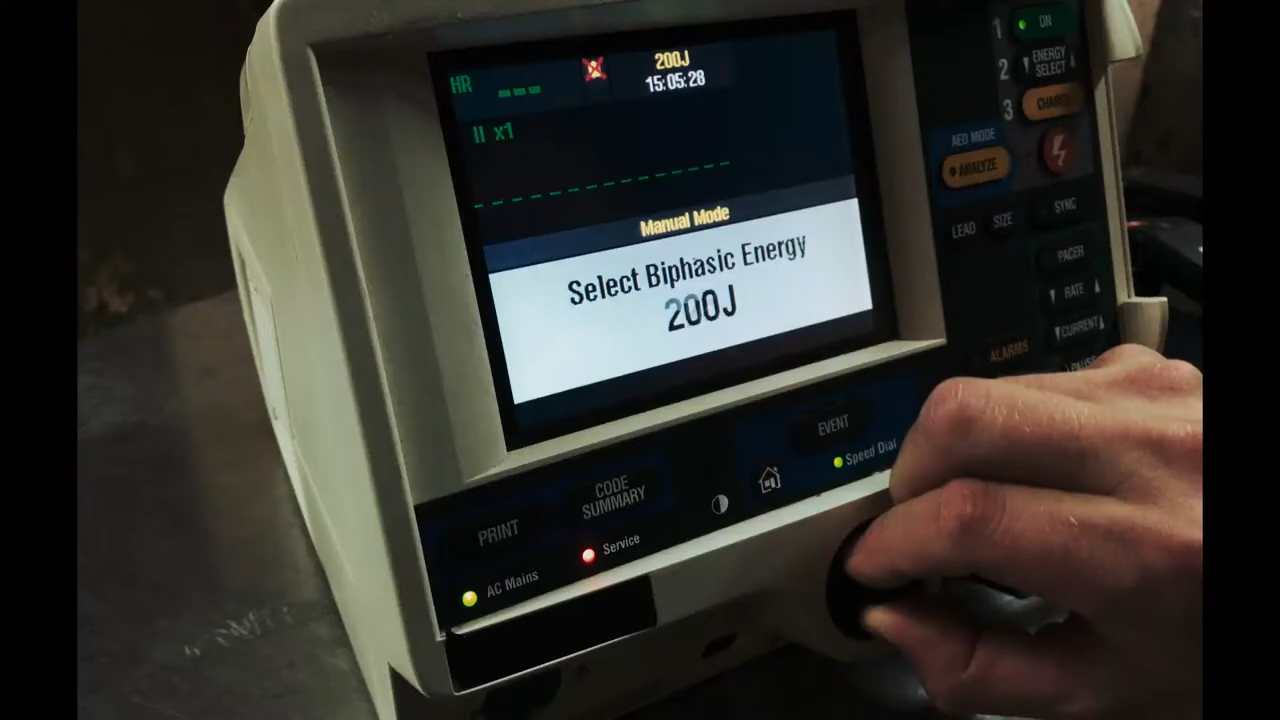 HR ---
200J
15:05:28
II x1
Manual Mode
Select Biphasic Energy
200J
1 ON
2 ENERGY
SELECT
3 CHARGE
AED MODE
ANALYZE
LEAD SIZE SYNC
PACER
RATE
CURRENT
PAUSE
ALARMS
EVENT
Speed Dial
CODE
SUMMARY
PRINT
Service
AC Mains